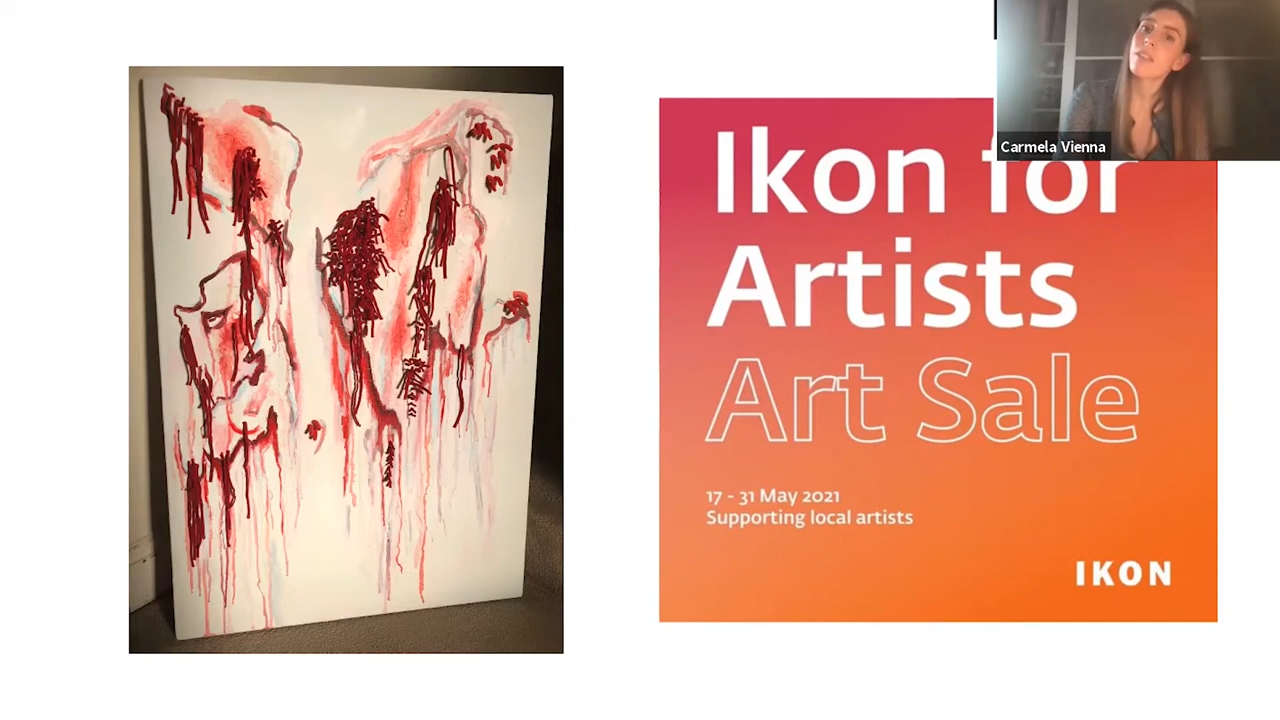 Carmela Vienna
Ikon for
Artists
Art Sale
17 - 31 May 2021
Supporting local artists
IKON